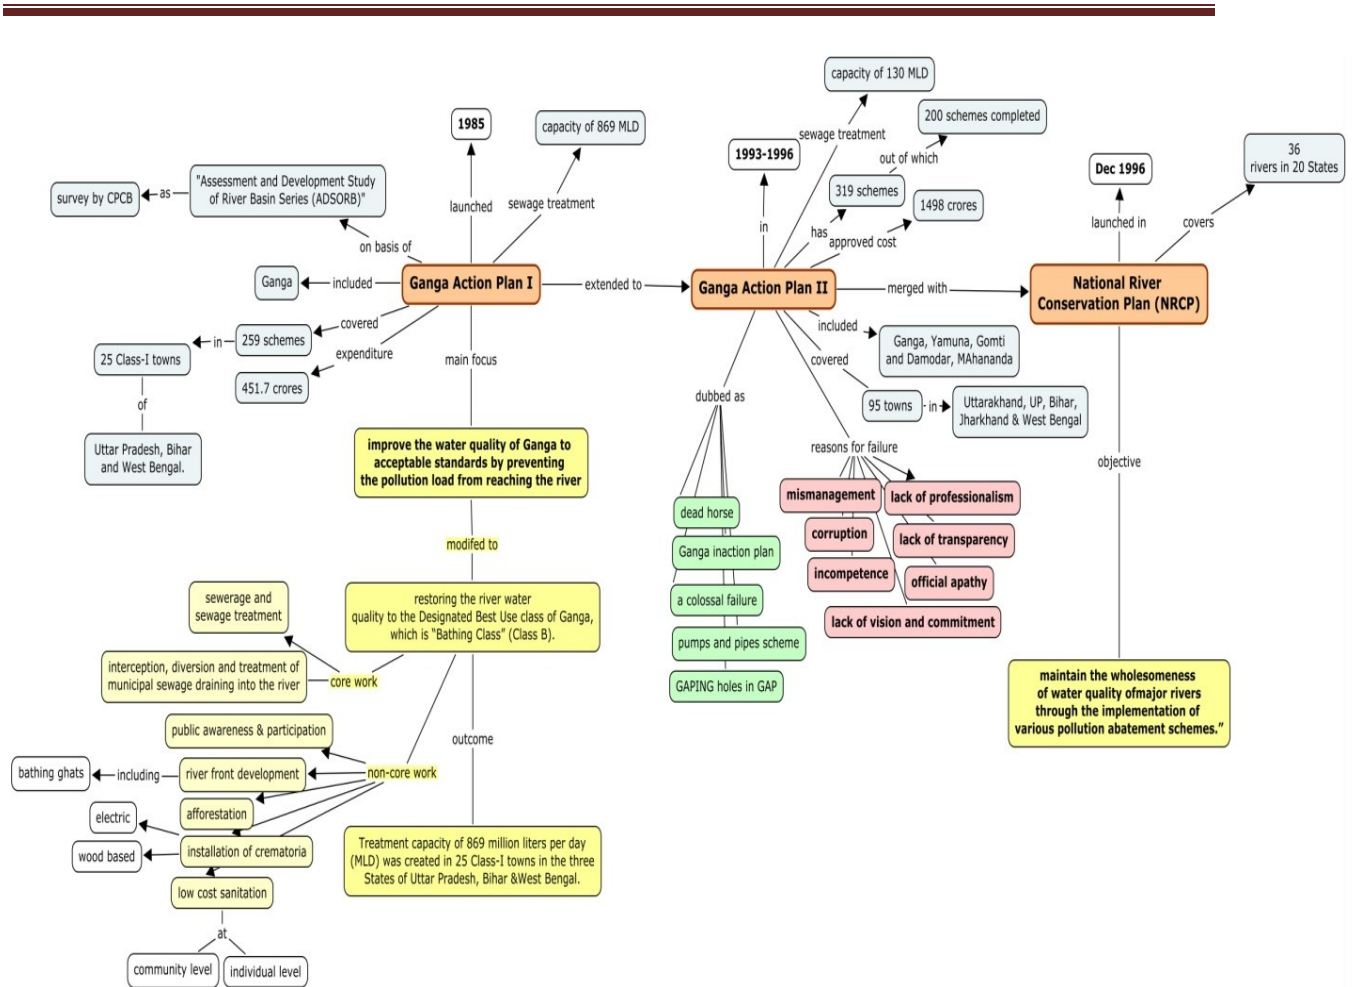 capacity of 130 MLD
1985
capacity of 869 MLD
200 schemes completed
sewage treatment
1993-1996
out of which
36
rivers in 20 States
Dec 1996
"Assessment and Development Study
of River Basin Series (ADSORB)"
survey by CPCB
as
319 schemes
1498 crores
launched
sewage treatment
in
has
approved cost
launched in
covers
on basis of
Ganga
included
Ganga Action Plan I
extended to
Ganga Action Plan II
merged with
National River
Conservation Plan (NRCP)
covered
259 schemes
in
25 Class-I towns
expenditure
451.7 crores
main focus
included
Ganga, Yamuna, Gomti
and Damodar, MAhananda
covered
95 towns
in
Uttarakhand, UP, Bihar,
Jharkhand & West Bengal
of
Uttar Pradesh, Bihar
and West Bengal.
dubbed as
reasons for failure
objective
improve the water quality of Ganga to
acceptable standards by preventing
the pollution load from reaching the river
mismanagement
lack of professionalism
corruption
lack of transparency
incompetence
official apathy
lack of vision and commitment
dead horse
Ganga inaction plan
a colossal failure
pumps and pipes scheme
GAPING holes in GAP
modifed to
restoring the river water
quality to the Designated Best Use class of Ganga,
which is “Bathing Class” (Class B).
sewerage and
sewage treatment
interception, diversion and treatment of
municipal sewage draining into the river
core work
maintain the wholesomeness
of water quality ofmajor rivers
through the implementation of
various pollution abatement schemes.”
public awareness & participation
outcome
bathing ghats
including
river front development
non-core work
afforestation
electric
wood based
installation of crematoria
low cost sanitation
Treatment capacity of 869 million liters per day
(MLD) was created in 25 Class-I towns in the three
States of Uttar Pradesh, Bihar &West Bengal.
at
community level
individual level